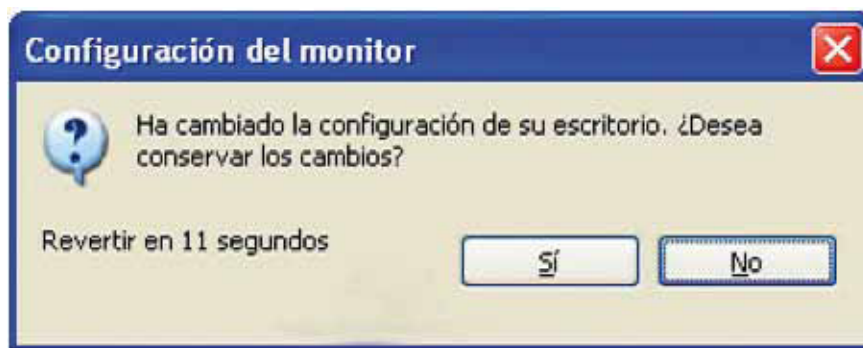 Configuración del monitor
Ha cambiado la configuración de su escritorio. ¿Desea
conservar los cambios?
Revertir en 11 segundos
Sí
No